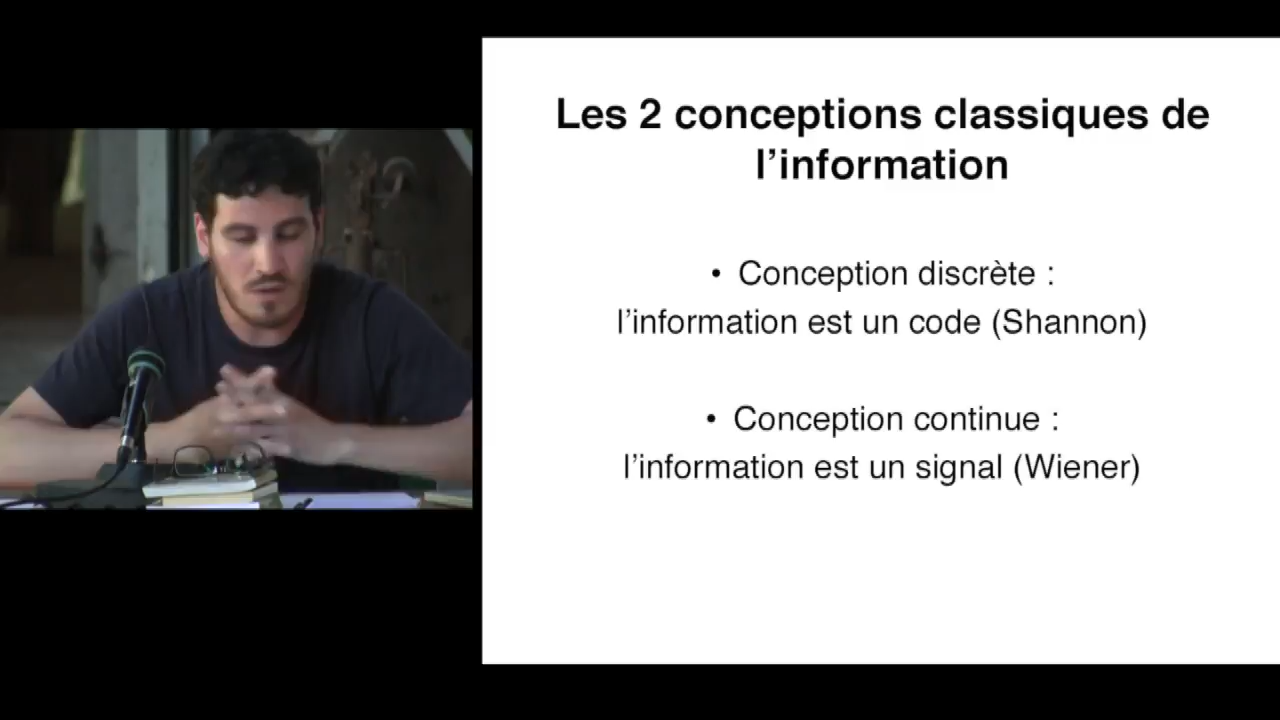 Les 2 conceptions classiques de
l’information
• Conception discrète :
l’information est un code (Shannon)
• Conception continue :
l’information est un signal (Wiener)